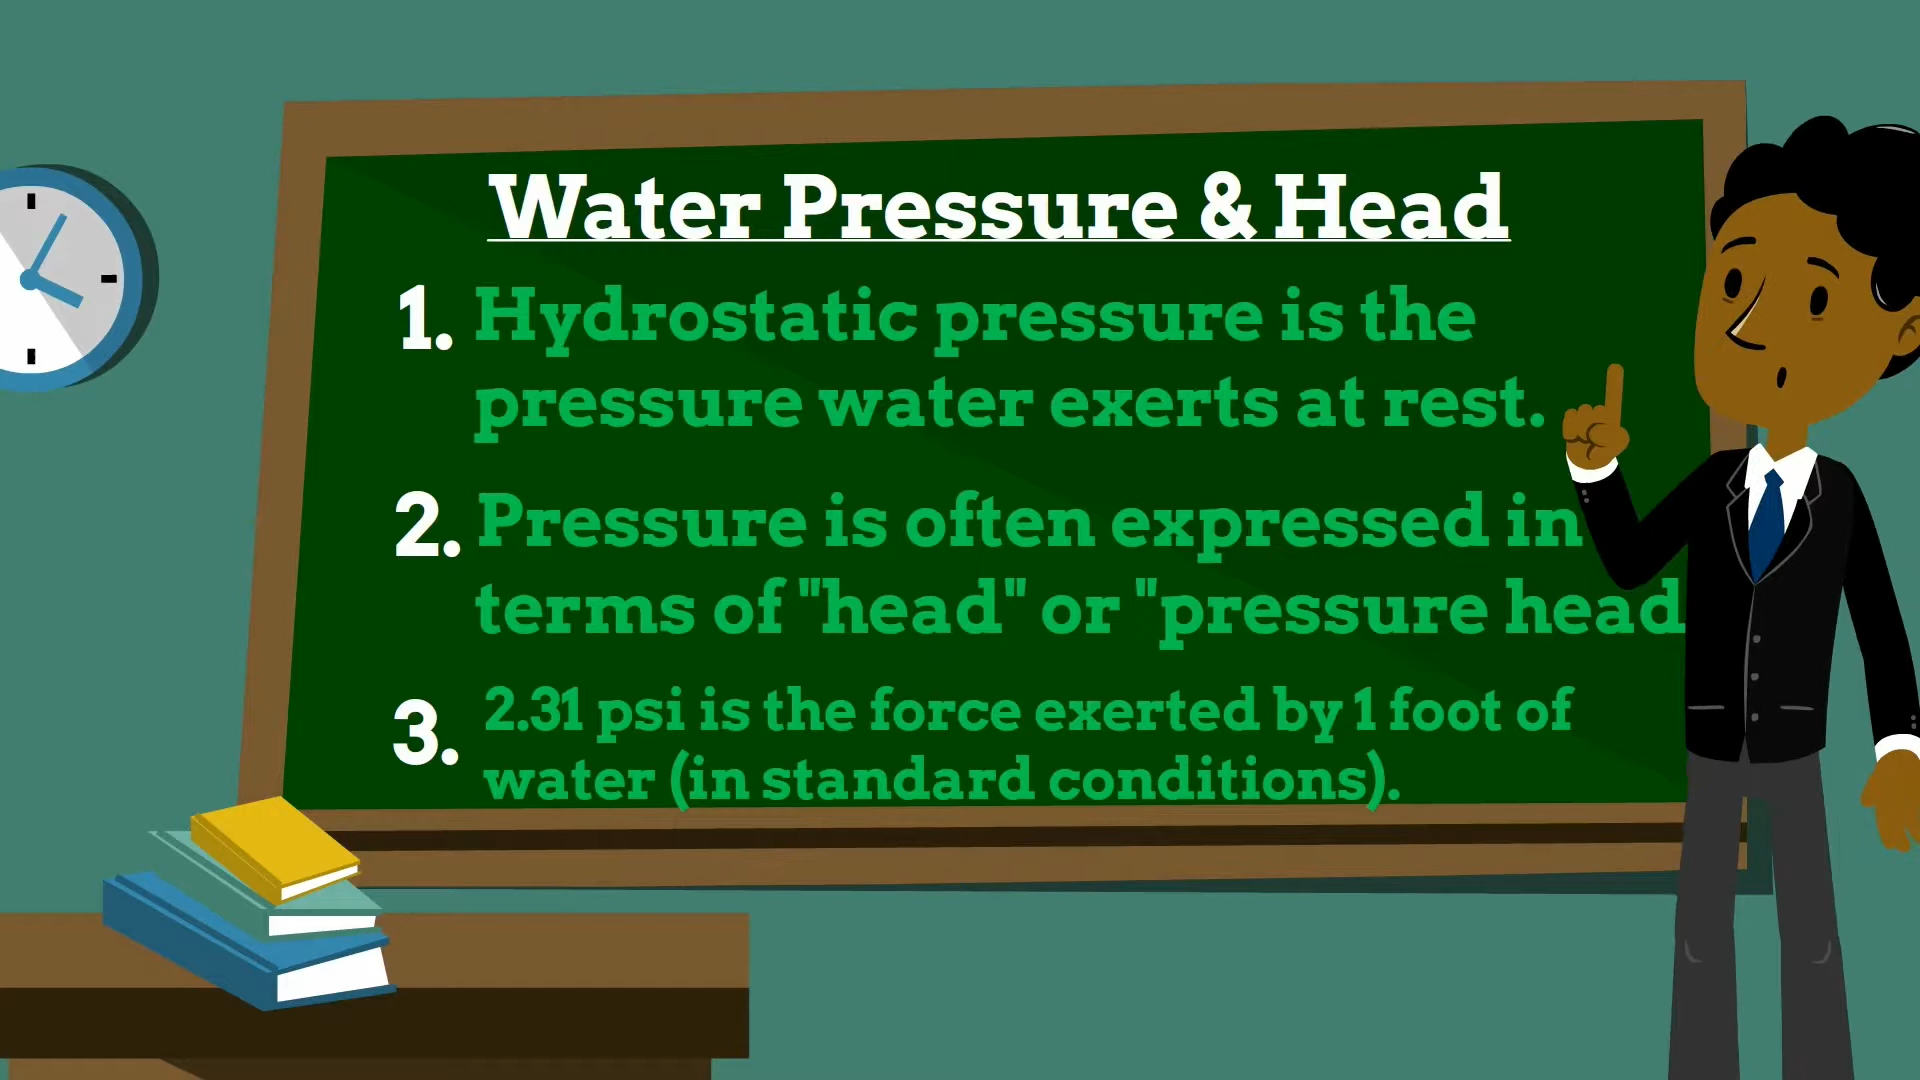 Water Pressure & Head
1. Hydrostatic pressure is the
pressure water exerts at rest.
2. Pressure is often expressed in
terms of "head" or "pressure head
3. 2.31 psi is the force exerted by 1 foot of
water (in standard conditions).